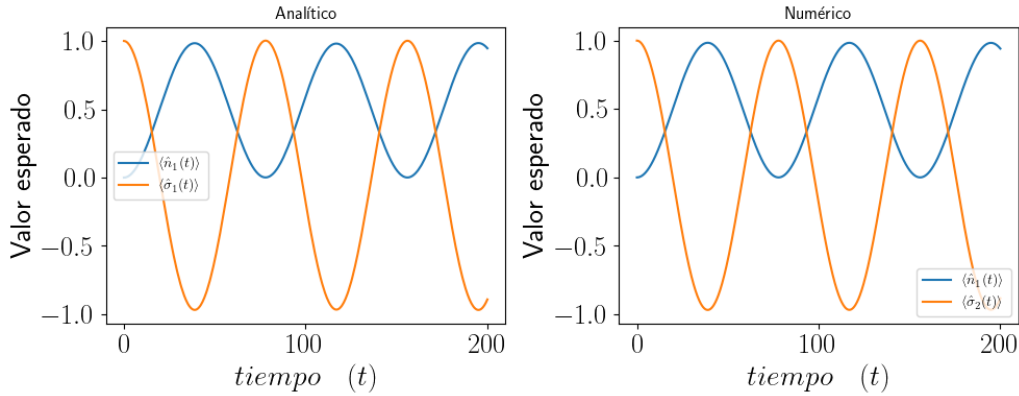 Analítico
Valor esperado
1.0
0.5
0.0
−0.5
−1.0
⟨n̂₁(t)⟩
⟨σ̂₁(t)⟩
0 100 200
tiempo (t)
Numérico
Valor esperado
1.0
0.5
0.0
−0.5
−1.0
⟨n̂₁(t)⟩
⟨σ̂₂(t)⟩
0 100 200
tiempo (t)